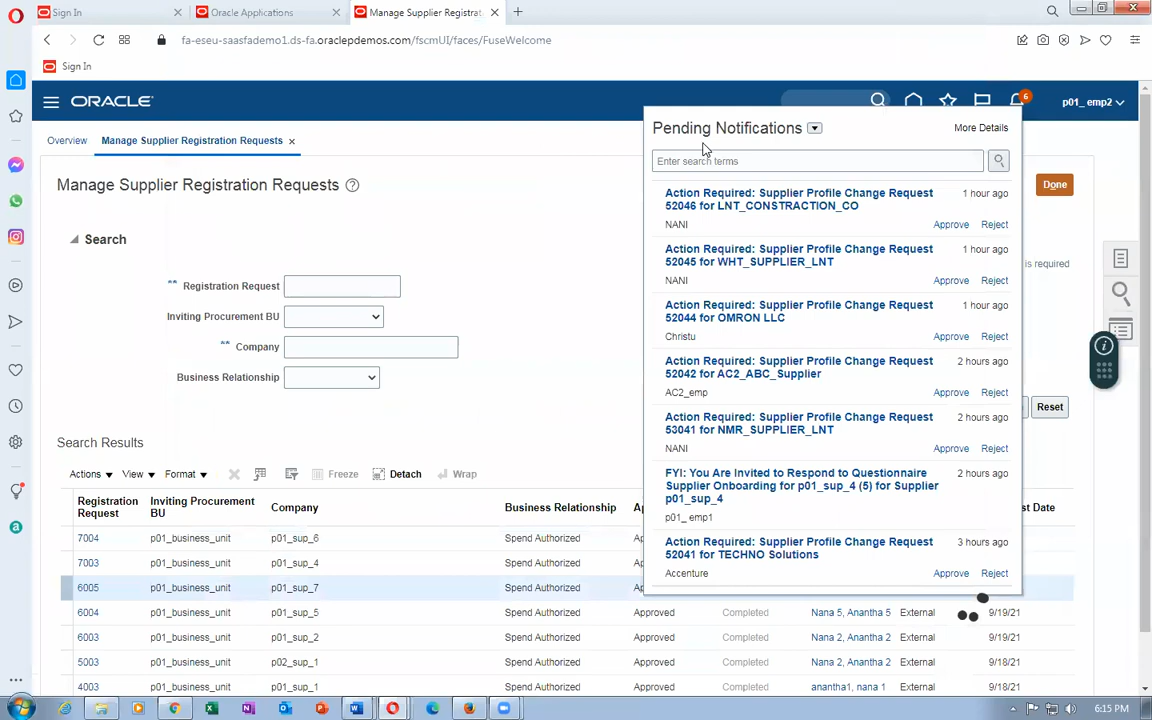 Sign In
Oracle Applications
Manage Supplier Registrat
fa-eseu-saasfademo1.ds-fa.oraclepdemos.com/fscmUI/faces/FuseWelcome
Sign In
ORACLE
6
p01_ emp2
Overview
Manage Supplier Registration Requests
Manage Supplier Registration Requests
Done
Search
is required
** Registration Request
Inviting Procurement BU
** Company
Business Relationship
Reset
Pending Notifications
More Details
Enter search terms
Action Required: Supplier Profile Change Request
52046 for LNT_CONSTRACTION_CO
1 hour ago
NANI
Approve Reject
Action Required: Supplier Profile Change Request
52045 for WHT_SUPPLIER_LNT
1 hour ago
NANI
Approve Reject
Action Required: Supplier Profile Change Request
52044 for OMRON LLC
1 hour ago
Christu
Approve Reject
Action Required: Supplier Profile Change Request
52042 for AC2_ABC_Supplier
2 hours ago
AC2_emp
Approve Reject
Action Required: Supplier Profile Change Request
53041 for NMR_SUPPLIER_LNT
2 hours ago
NANI
Approve Reject
FYI: You Are Invited to Respond to Questionnaire
Supplier Onboarding for p01_sup_4 (5) for Supplier
p01_sup_4
2 hours ago
p01_ emp1
Action Required: Supplier Profile Change Request
52041 for TECHNO Solutions
3 hours ago
Accenture
Approve Reject
Search Results
Actions View Format Freeze Detach Wrap
Registration
Request
Inviting Procurement
BU
Company
Business Relationship
st Date
7004 p01_business_unit p01_sup_6 Spend Authorized
7003 p01_business_unit p01_sup_4 Spend Authorized
6005 p01_business_unit p01_sup_7 Spend Authorized
6004 p01_business_unit p01_sup_5 Spend Authorized Approved Completed Nana 5, Anantha 5 External 9/19/21
6003 p01_business_unit p01_sup_2 Spend Authorized Approved Completed Nana 2, Anantha 2 External 9/19/21
5003 p01_business_unit p02_sup_1 Spend Authorized Approved Completed Nana 2, Anantha 2 External 9/18/21
4003 p01_business_unit p01_sup_1 Spend Authorized Approved Completed anantha1, nana 1 External 9/18/21
6:15 PM